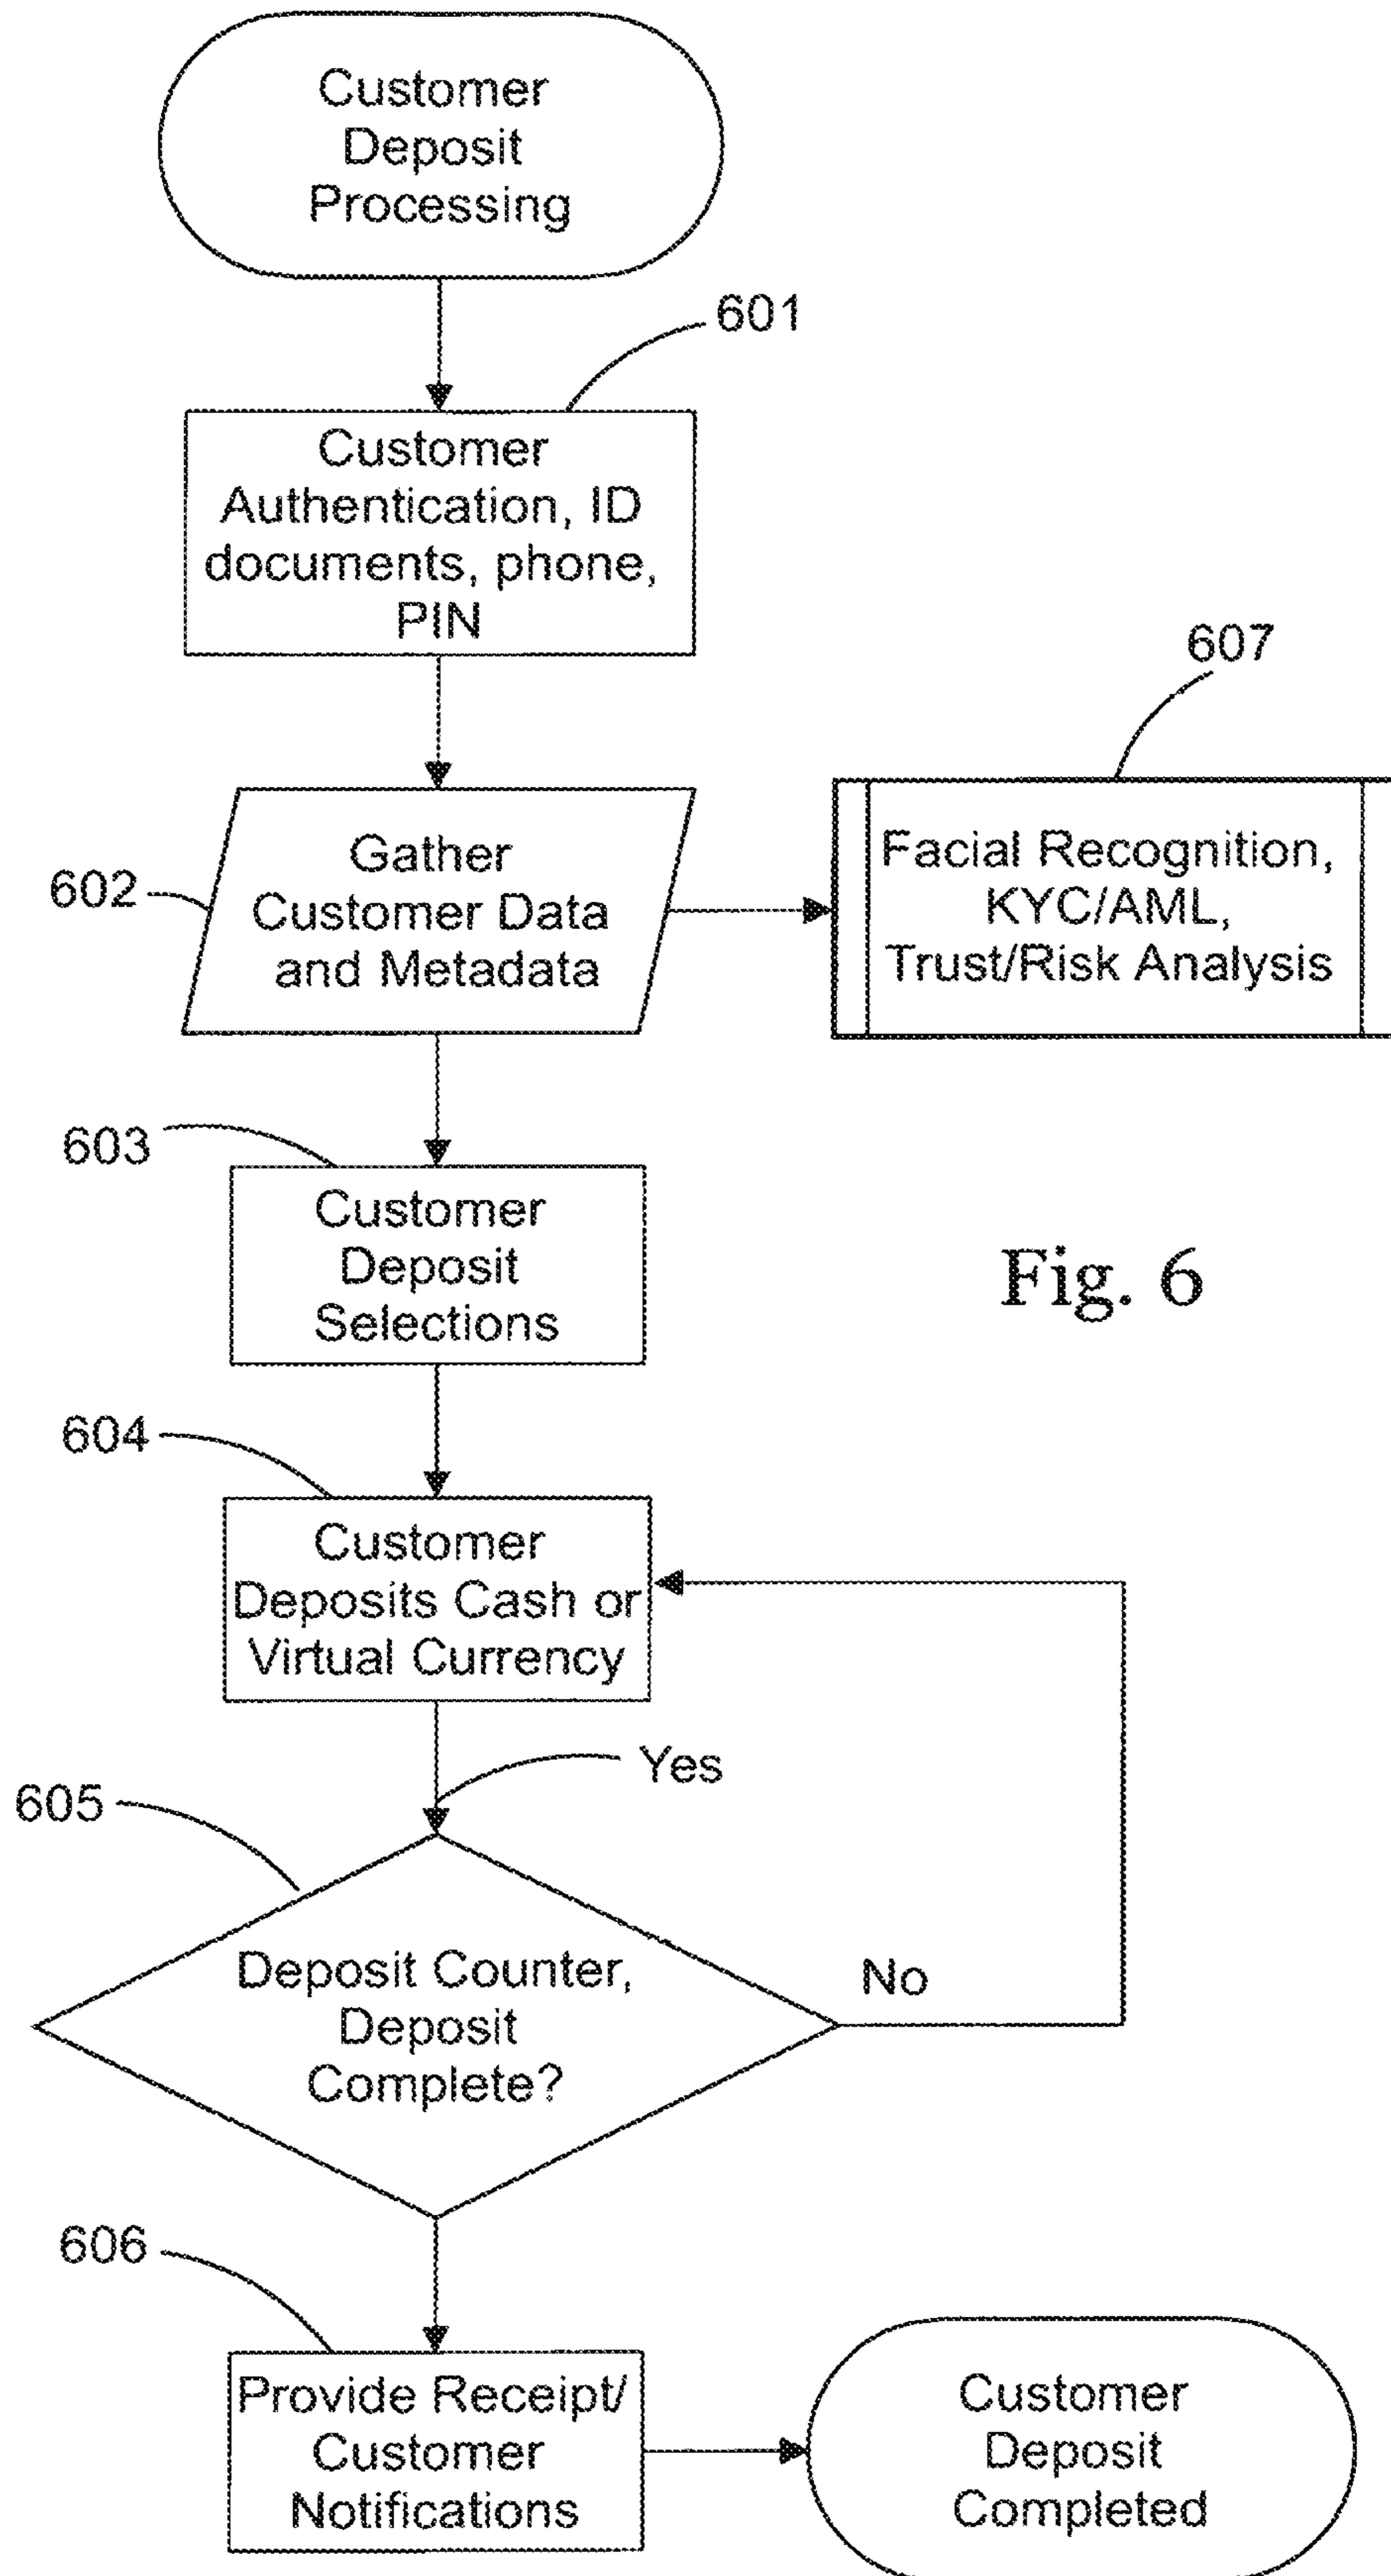 Customer
Deposit
Processing
601
Customer
Authentication, ID
documents, phone,
PIN
607
602
Gather
Customer Data
and Metadata
Facial Recognition,
KYC/AML,
Trust/Risk Analysis
603
Customer
Deposit
Selections
Fig. 6
604
Customer
Deposits Cash or
Virtual Currency
Yes
605
Deposit Counter,
Deposit
Complete?
No
606
Provide Receipt/
Customer
Notifications
Customer
Deposit
Completed